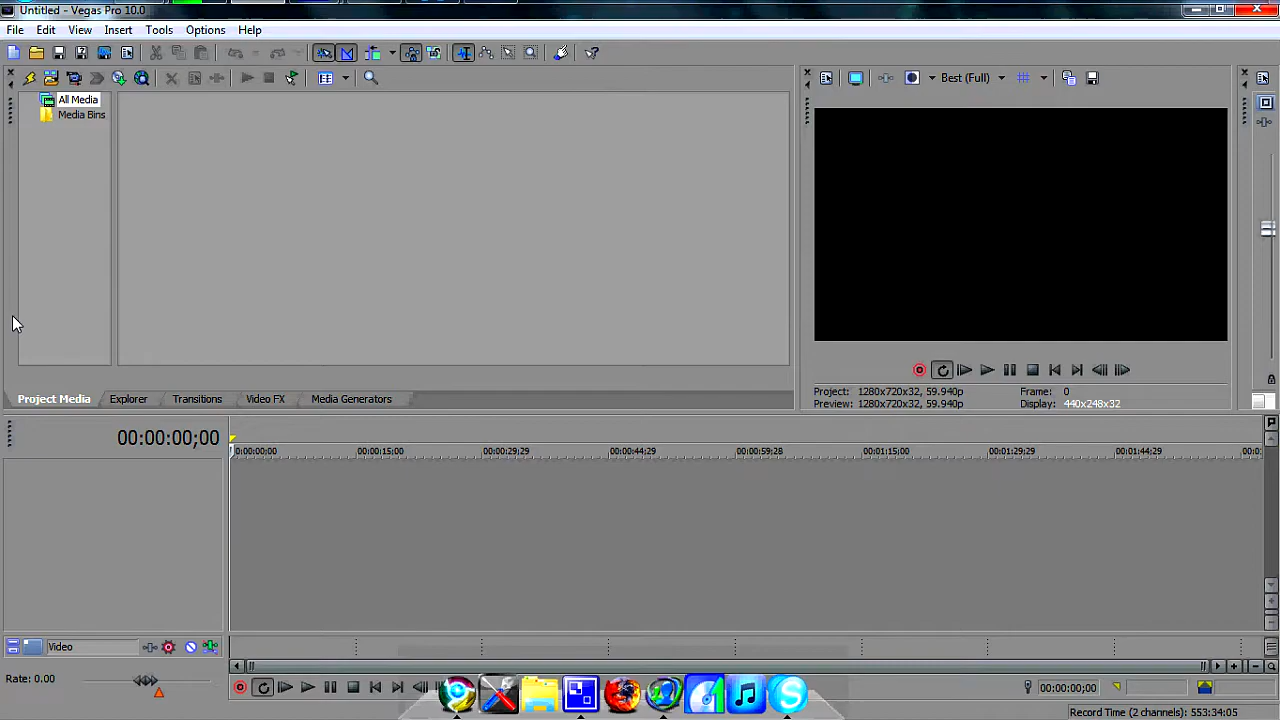 Untitled - Vegas Pro 10.0
File Edit View Insert Tools Options Help
Best (Full)
All Media
Media Bins
Project: 1280x720x32, 59.940p Frame: 0
Preview: 1280x720x32, 59.940p Display: 440x248x32
Project Media Explorer Transitions Video FX Media Generators
00:00:00;00
0:00:00;00 00:00:15;00 00:00:29;29 00:00:44;29 00:00:59;28 00:01:15;00 00:01:29;29 00:01:44;29 00:0
Video
Rate: 0.00
00:00:00;00
Record Time (2 channels): 553:34:05